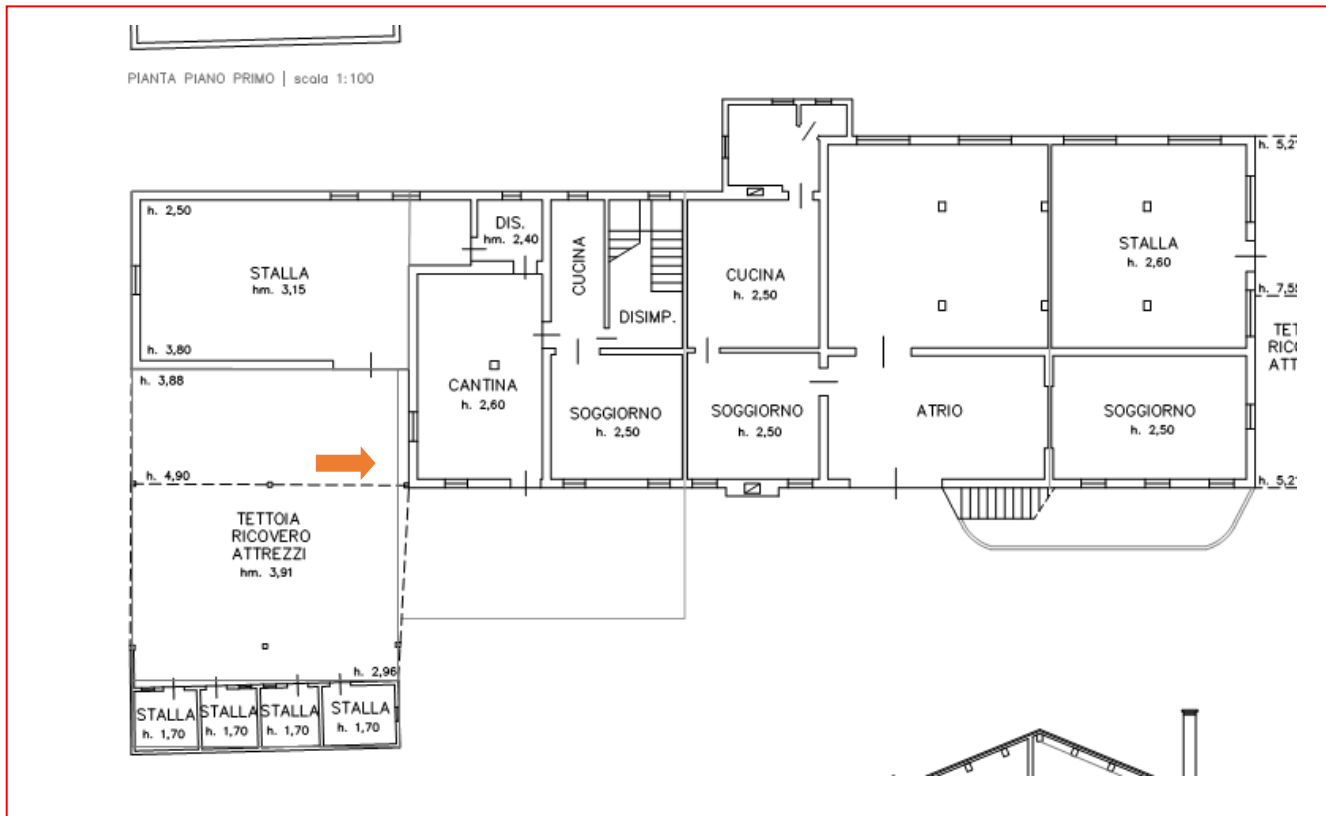 PIANTA PIANO PRIMO | scala 1:100
h. 5,2
h. 2,50
DIS.
hm. 2,40
STALLA
hm. 3,15
CUCINA
CUCINA
h. 2,50
STALLA
h. 2,60
h. 7,55
DISIMP.
TET
RIC
ATT
h. 3,80
h. 3,88
CANTINA
h. 2,60
SOGGIORNO
h. 2,50
SOGGIORNO
h. 2,50
ATRIO
SOGGIORNO
h. 2,50
h. 4,90
h. 5,2
TETTOIA
RICOVERO
ATTREZZI
hm. 3,91
h. 2,96
STALLA
h. 1,70
STALLA
h. 1,70
STALLA
h. 1,70
STALLA
h. 1,70